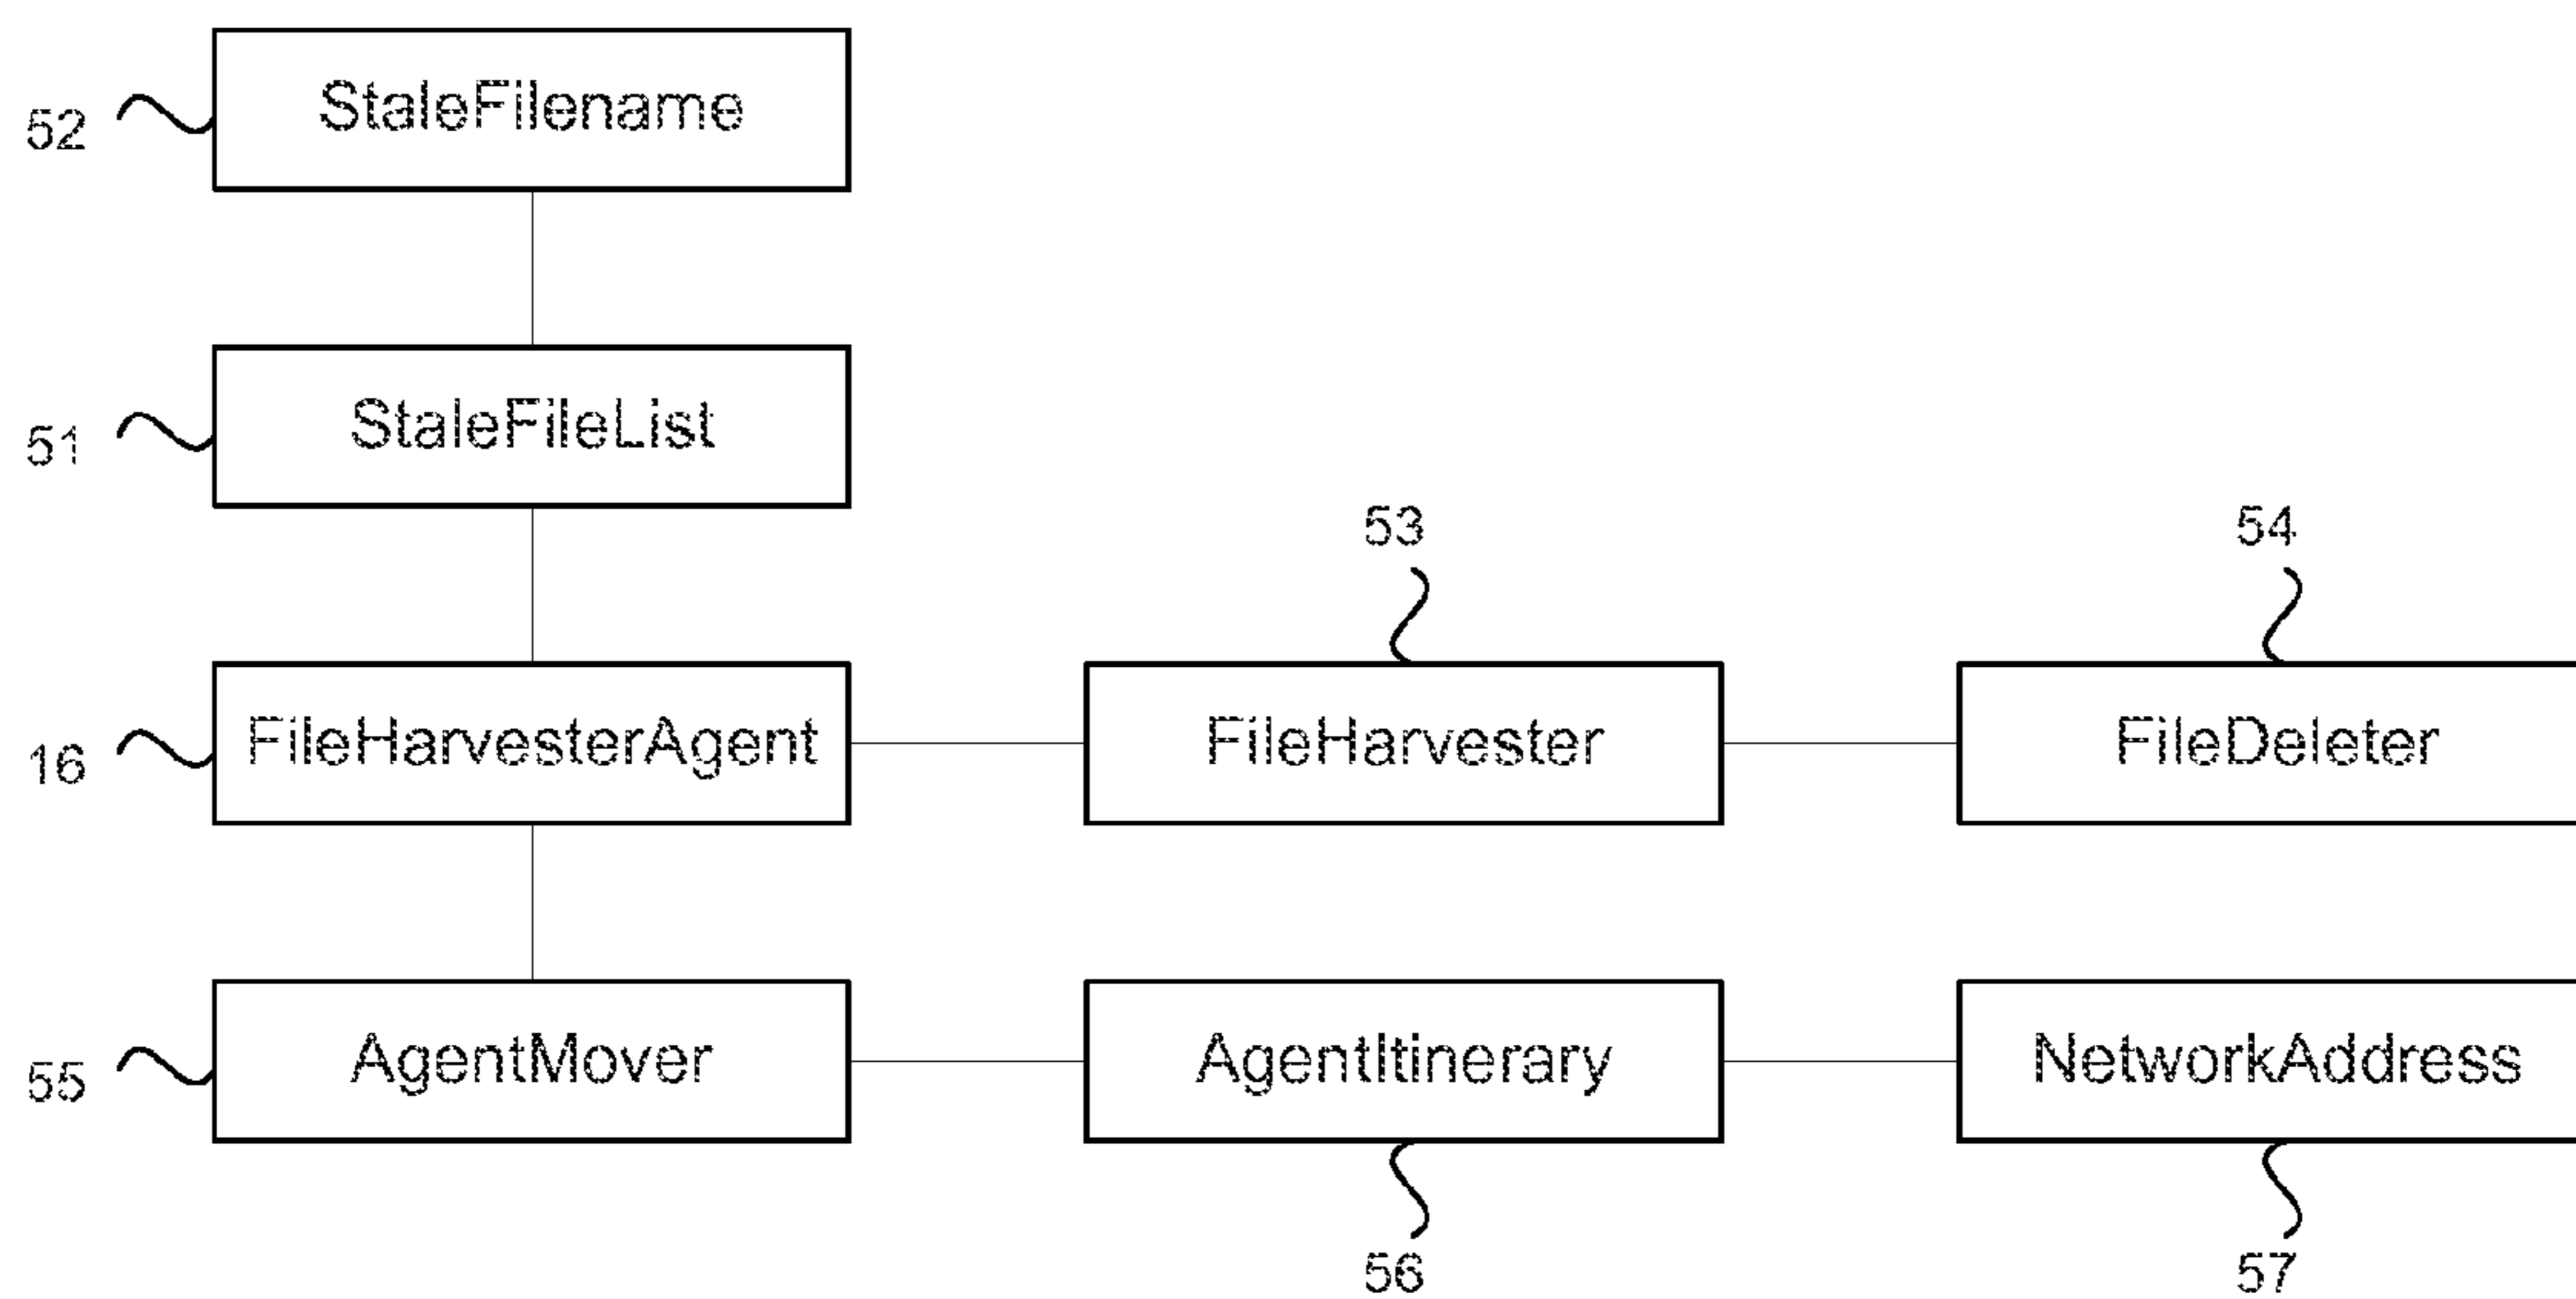 52
StaleFilename
51
StaleFileList
53
54
16
FileHarvesterAgent
FileHarvester
FileDeleter
55
AgentMover
AgentItinerary
NetworkAddress
56
57